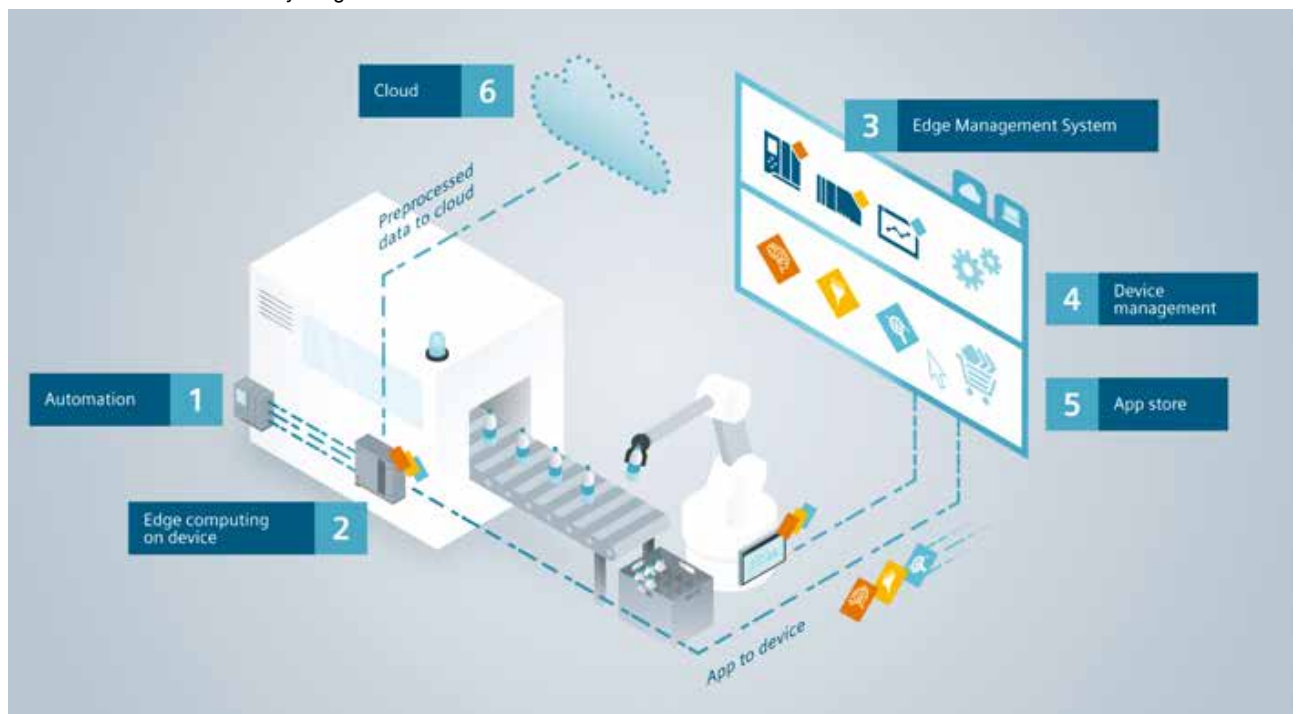 Cloud
6
3
Edge Management System
Preprocessed
data to cloud
4
Device
management
Automation
1
5
App store
Edge computing
on device
2
App to device